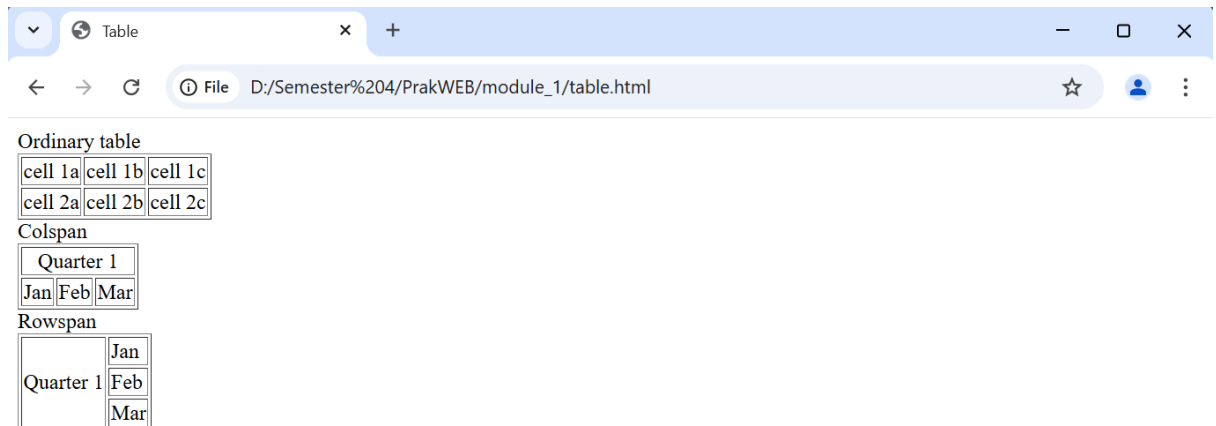 Table
File D:/Semester%204/PrakWEB/module_1/table.html
Ordinary table
cell 1a cell 1b cell 1c
cell 2a cell 2b cell 2c
Colspan
Quarter 1
Jan Feb Mar
Rowspan
Jan
Quarter 1 Feb
Mar